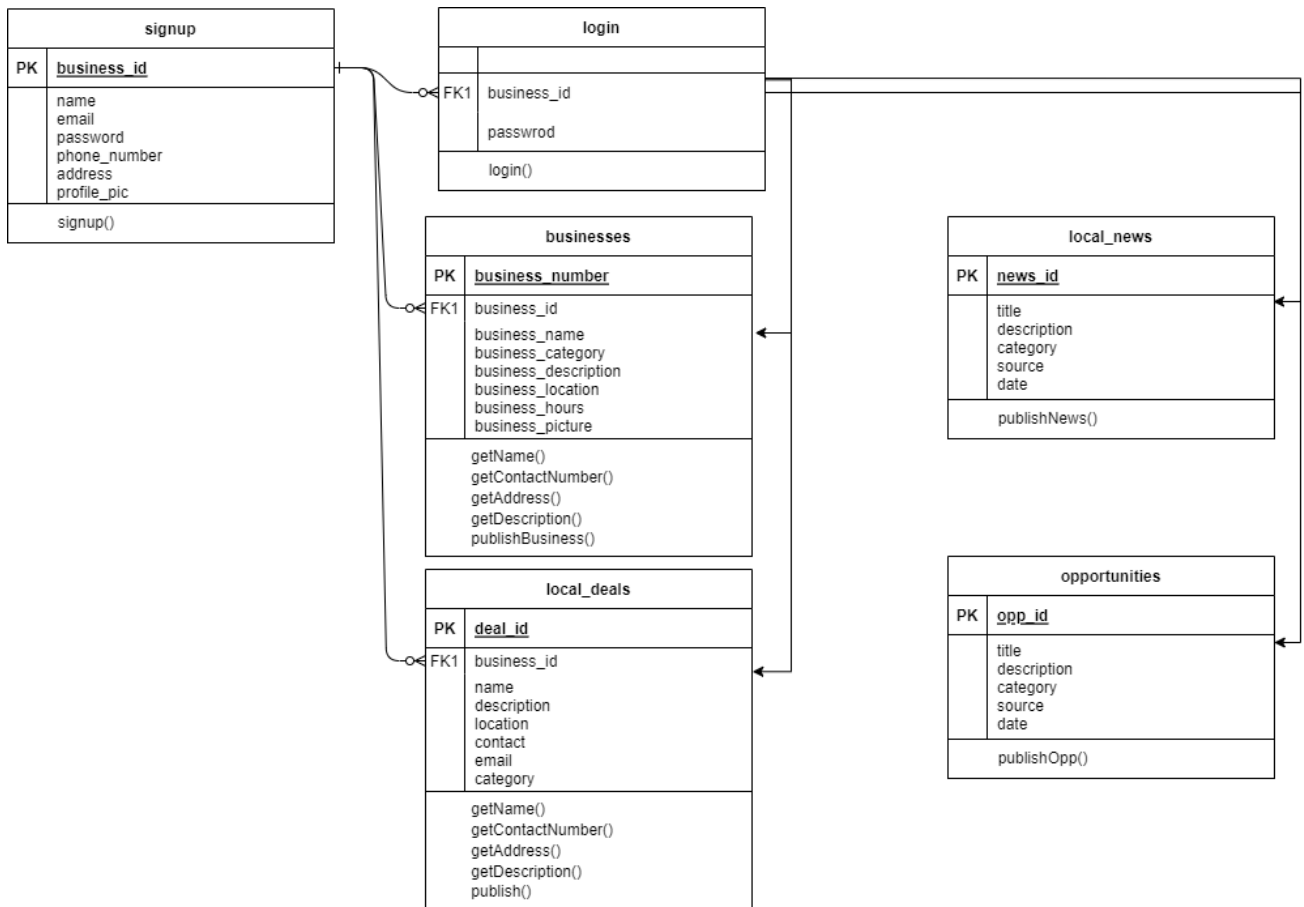 signup
PK business_id
name
email
password
phone_number
address
profile_pic
signup()
login
FK1 business_id
passwrod
login()
businesses
PK business_number
FK1 business_id
business_name
business_category
business_description
business_location
business_hours
business_picture
getName()
getContactNumber()
getAddress()
getDescription()
publishBusiness()
local_deals
PK deal_id
FK1 business_id
name
description
location
contact
email
category
getName()
getContactNumber()
getAddress()
getDescription()
publish()
local_news
PK news_id
title
description
category
source
date
publishNews()
opportunities
PK opp_id
title
description
category
source
date
publishOpp()